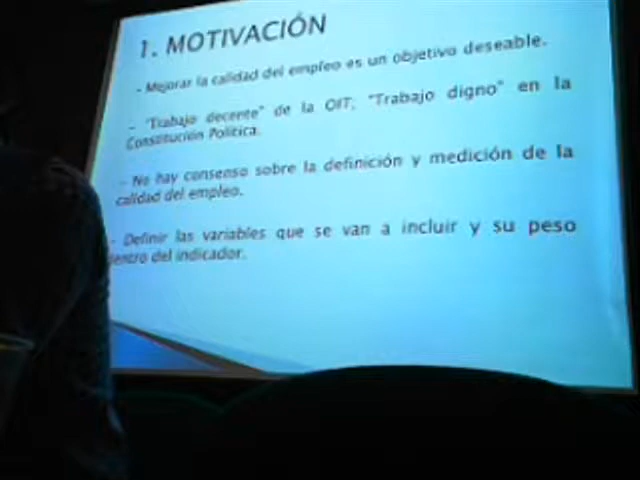 1. MOTIVACIÓN
- Mejorar la calidad del empleo es un objetivo deseable.
- "Trabajo decente" de la OIT; "Trabajo digno" en la
Constitución Política.
- No hay consenso sobre la definición y medición de la
calidad del empleo.
- Definir las variables que se van a incluir y su peso
dentro del indicador.